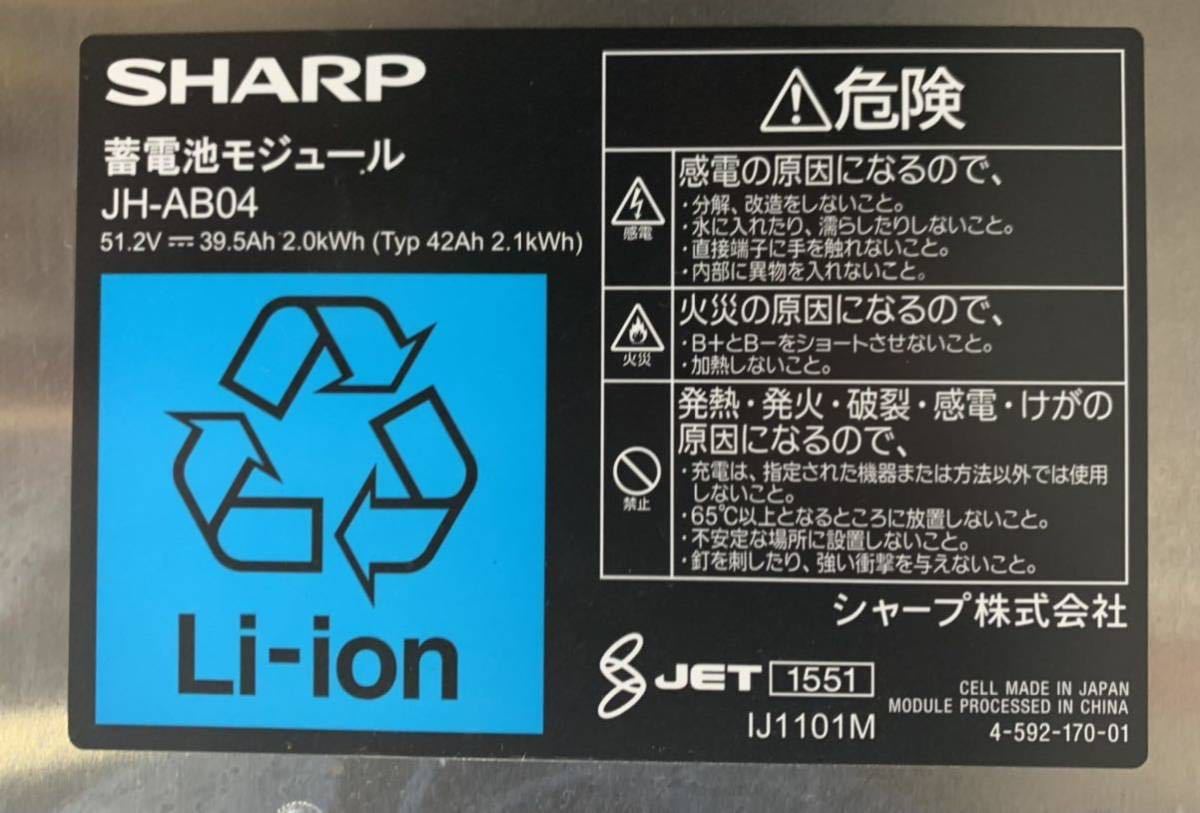 SHARP
蓄電池モジュール
JH-AB04
51.2V ⎓ 39.5Ah 2.0kWh (Typ 42Ah 2.1kWh)
Li-ion
危険
感電
感電の原因になるので、
・分解、改造をしないこと。
・水に入れたり、濡らしたりしないこと。
・直接端子に手を触れないこと。
・内部に異物を入れないこと。
火災
火災の原因になるので、
・B+とB-をショートさせないこと。
・加熱しないこと。
禁止
発熱・発火・破裂・感電・けがの
原因になるので、
・充電は、指定された機器または方法以外では使用
しないこと。
・65℃以上となるところに放置しないこと。
・不安定な場所に設置しないこと。
・釘を刺したり、強い衝撃を与えないこと。
シャープ株式会社
JET 1551
IJ1101M
CELL MADE IN JAPAN
MODULE PROCESSED IN CHINA
4-592-170-01